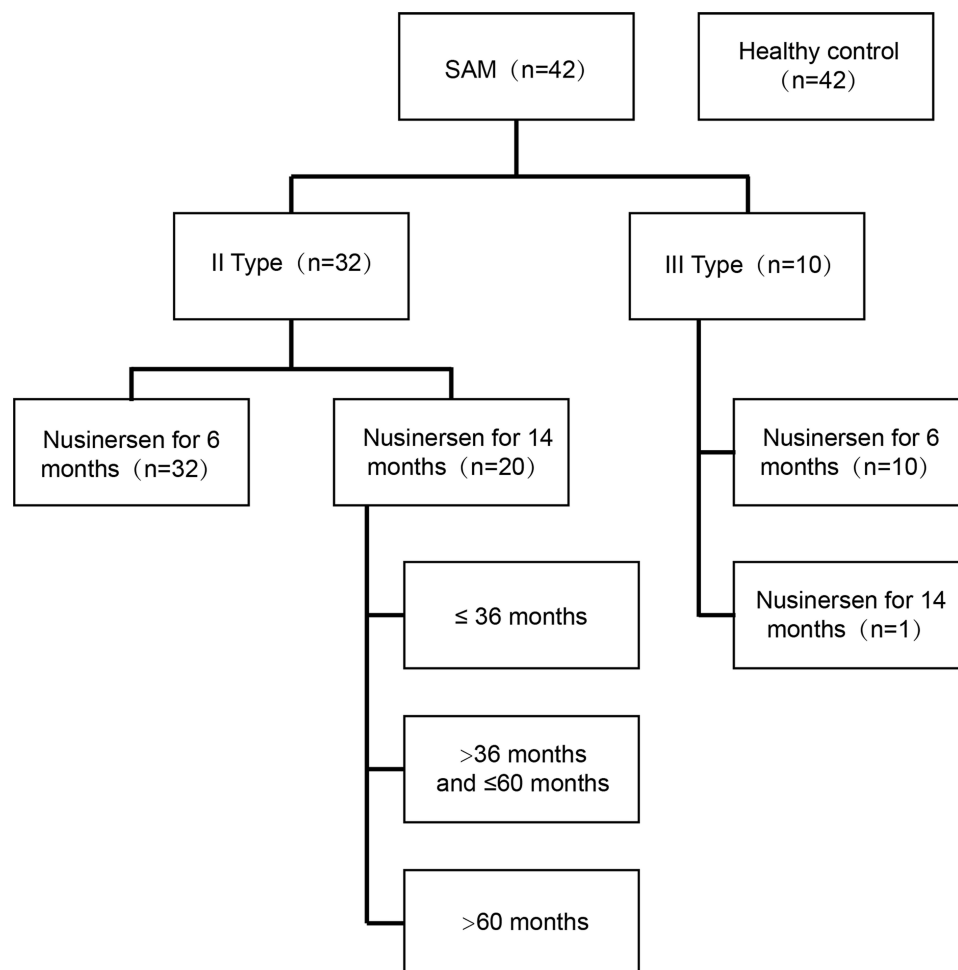 SAM（n=42）
Healthy control
（n=42）
II Type（n=32）
III Type（n=10）
Nusinersen for 6
months（n=32）
Nusinersen for 14
months（n=20）
Nusinersen for 6
months（n=10）
Nusinersen for 14
months（n=1）
≤ 36 months
>36 months
and ≤60 months
>60 months